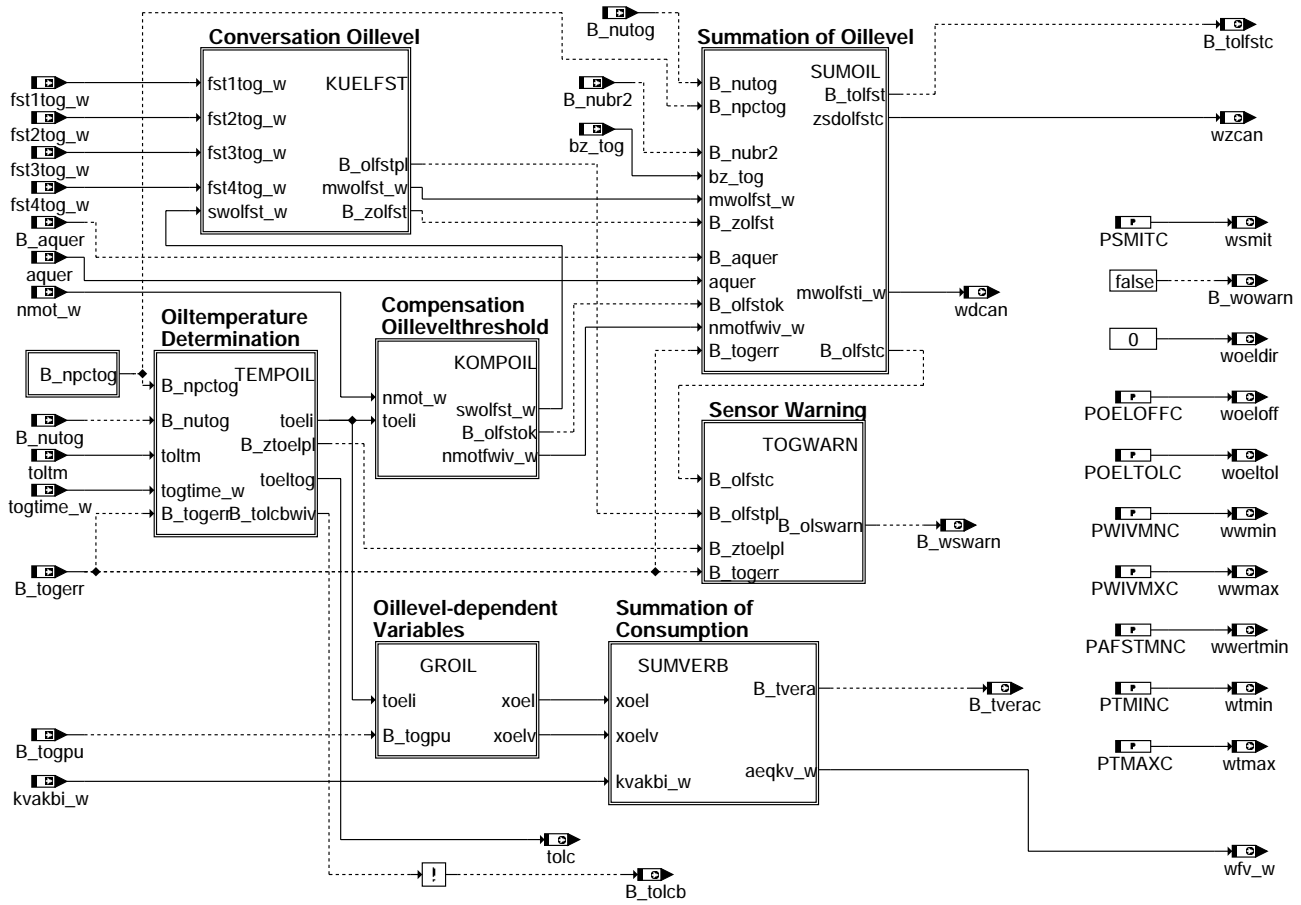 B_nutog
B_tolfstc
Conversation Oillevel
KUELFST
fst1tog_w
fst2tog_w
fst3tog_w
fst4tog_w
swolfst_w
B_olfstpl
mwolfst_w
B_zolfst
fst1tog_w
fst2tog_w
fst3tog_w
fst4tog_w
B_aquer
aquer
nmot_w
B_nubr2
bz_tog
Summation of Oillevel
SUMOIL
B_nutog
B_npctog
B_nubr2
bz_tog
mwolfst_w
B_zolfst
B_aquer
aquer
B_olfstok
nmotfwiv_w
B_togerr
B_tolfst
zsdolfstc
mwolfsti_w
B_olfstc
wzcan
wdcan
Oiltemperature
Determination
TEMPOIL
B_npctog
B_npctog
B_nutog
toltm
togtime_w
B_togerr
toeli
B_ztoelpl
toeltog
B_tolcbwiv
B_nutog
toltm
togtime_w
B_togerr
Compensation
Oillevelthreshold
KOMPOIL
nmot_w
toeli
swolfst_w
B_olfstok
nmotfwiv_w
Sensor Warning
TOGWARN
B_olfstc
B_olfstpl
B_ztoelpl
B_togerr
B_olswarn
B_wswarn
Oillevel-dependent
Variables
GROIL
toeli
B_togpu
xoel
xoelv
B_togpu
kvakbi_w
Summation of
Consumption
SUMVERB
xoel
xoelv
kvakbi_w
B_tvera
aeqkv_w
B_tverac
wfv_w
tolc
!
B_tolcb
P
PSMITC
wsmit
false
B_wowarn
0
woeldir
P
POELOFFC
woeloff
P
POELTOLC
woeltol
P
PWIVMNC
wwmin
P
PWIVMXC
wwmax
P
PAFSTMNC
wwertmin
P
PTMINC
wtmin
P
PTMAXC
wtmax